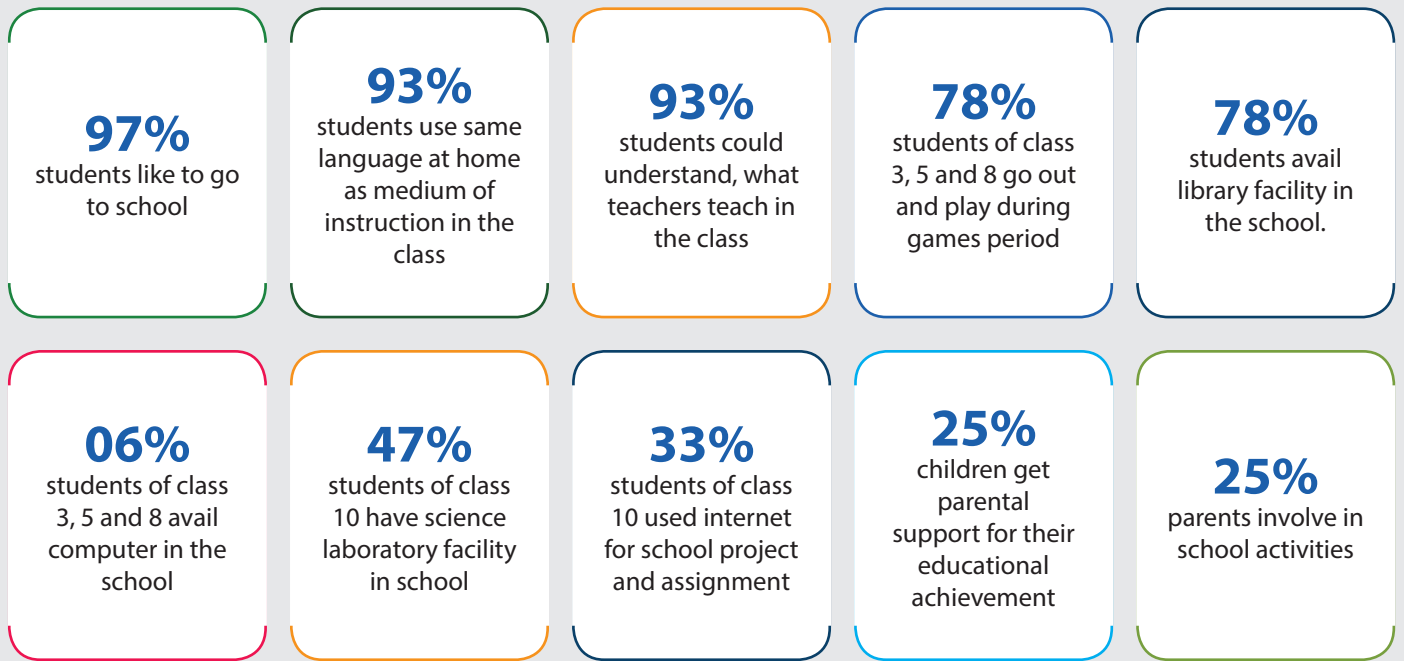 97%
students like to go
to school
93%
students use same
language at home
as medium of
instruction in the
class
93%
students could
understand, what
teachers teach in
the class
78%
students of class
3, 5 and 8 go out
and play during
games period
78%
students avail
library facility in
the school.
06%
students of class
3, 5 and 8 avail
computer in the
school
47%
students of class
10 have science
laboratory facility
in school
33%
students of class
10 used internet
for school project
and assignment
25%
children get
parental
support for their
educational
achievement
25%
parents involve in
school activities